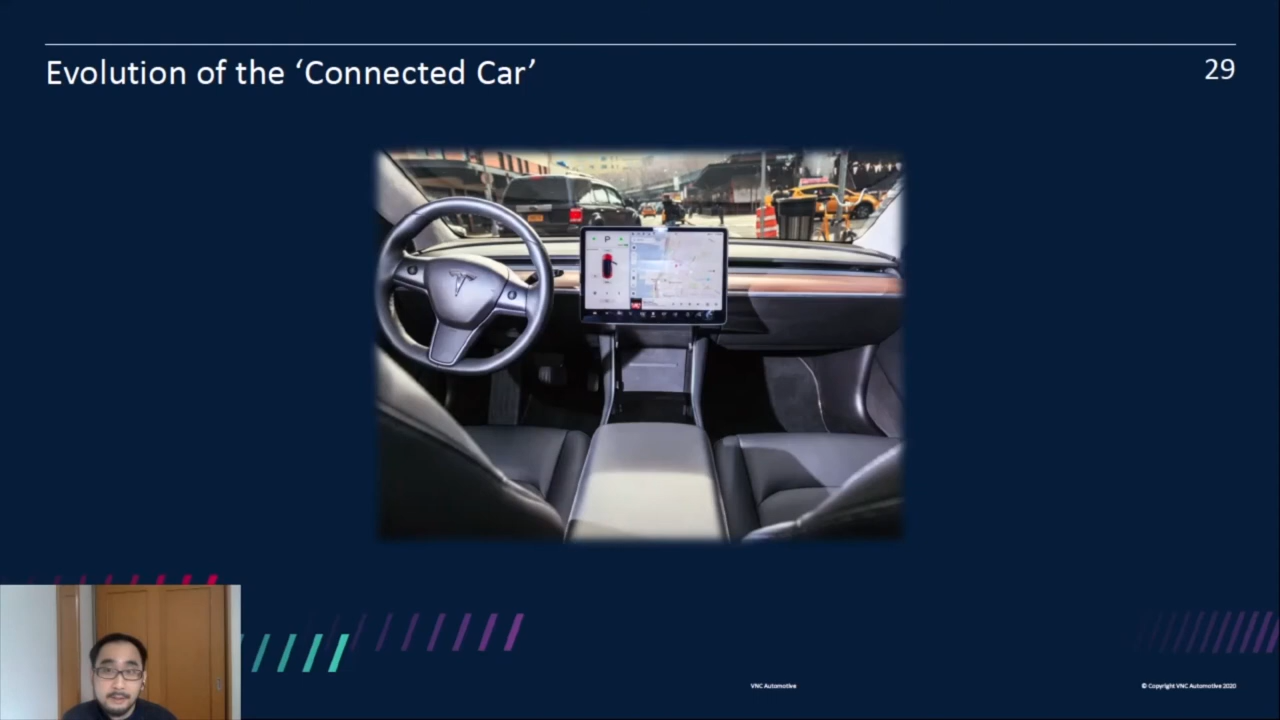 Evolution of the ‘Connected Car’
29
P
VNC Automotive
© Copyright VNC Automotive 2020